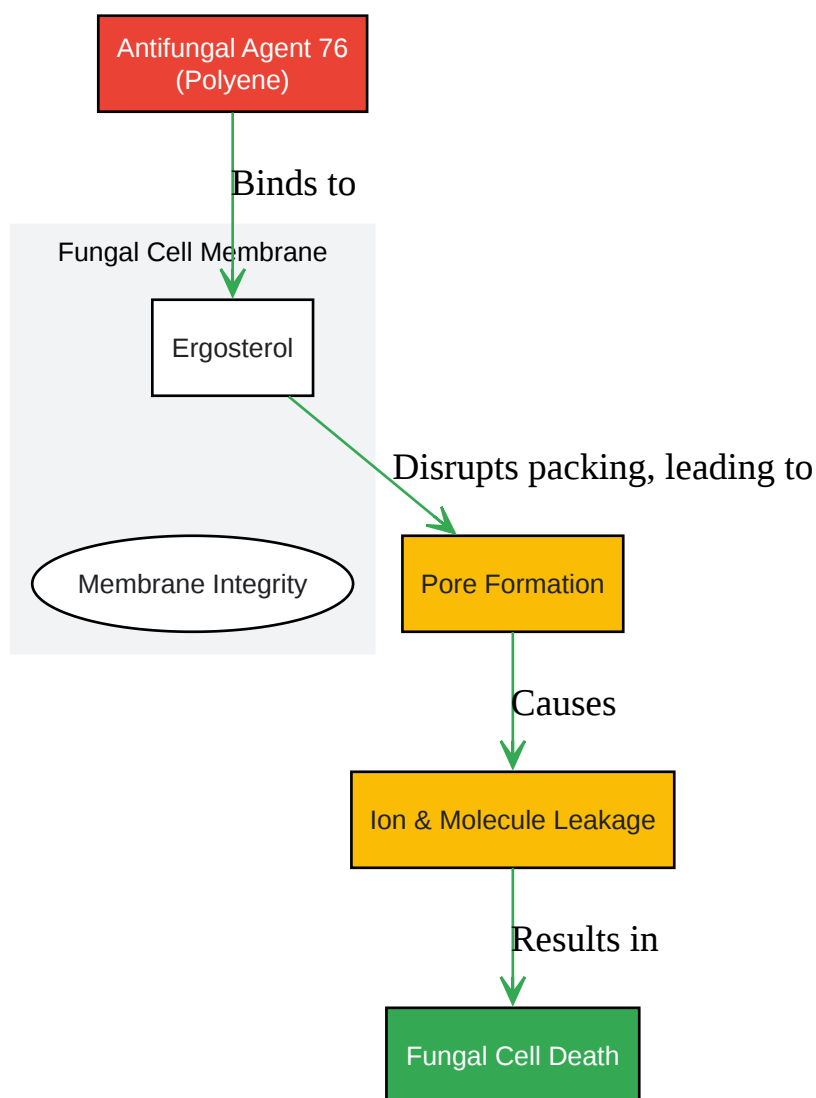 Antifungal Agent 76
(Polyene)
Binds to
Fungal Cell Membrane
Ergosterol
Disrupts packing, leading to
Membrane Integrity
Pore Formation
Causes
Ion & Molecule Leakage
Results in
Fungal Cell Death